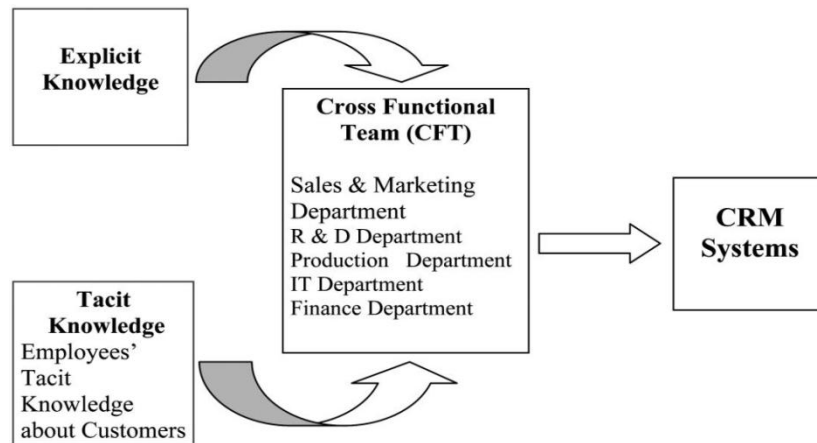 Explicit
Knowledge
Cross Functional
Team (CFT)
Sales & Marketing
Department
R & D Department
Production Department
IT Department
Finance Department
CRM
Systems
Tacit
Knowledge
Employees’
Tacit
Knowledge
about Customers